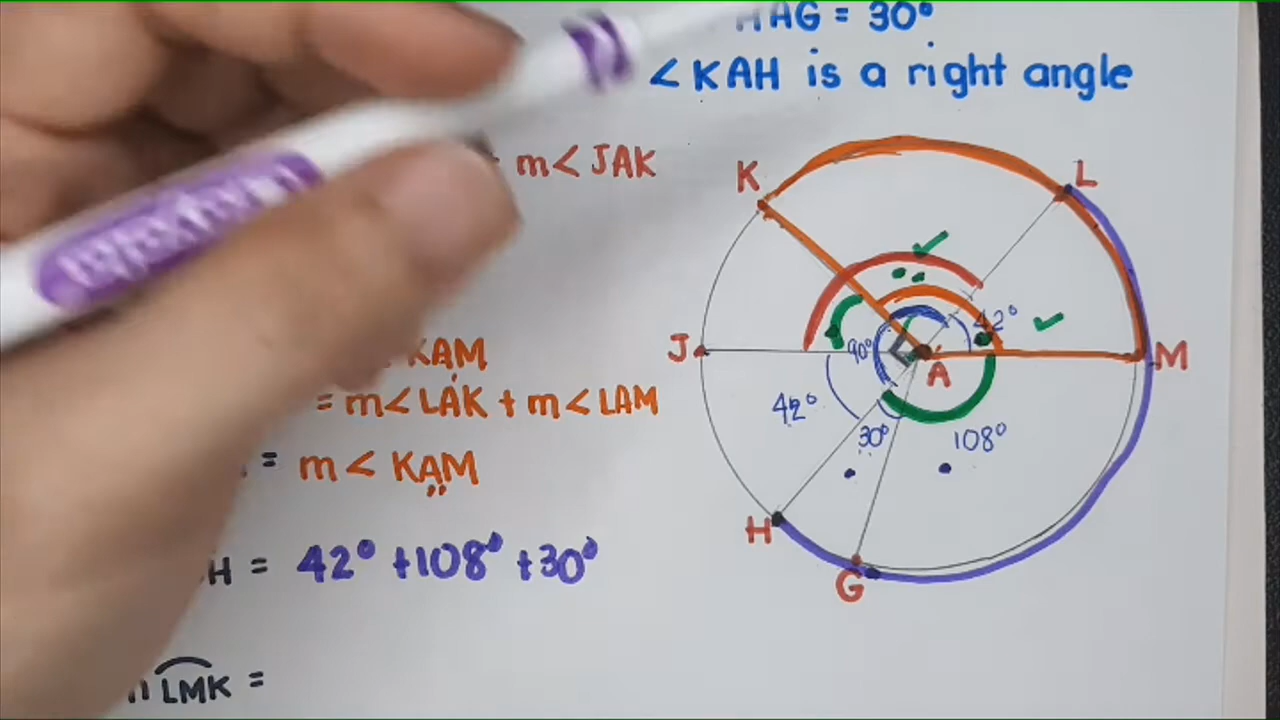 HAG = 30°
∠KAH is a right angle
m∠JAK
KAM
= m∠LAK + m∠LAM
= m∠KAM
H = 42° + 108° + 30°
m LMK =
K
L
J
A
M
H
G
42°
90°
42°
30°
108°